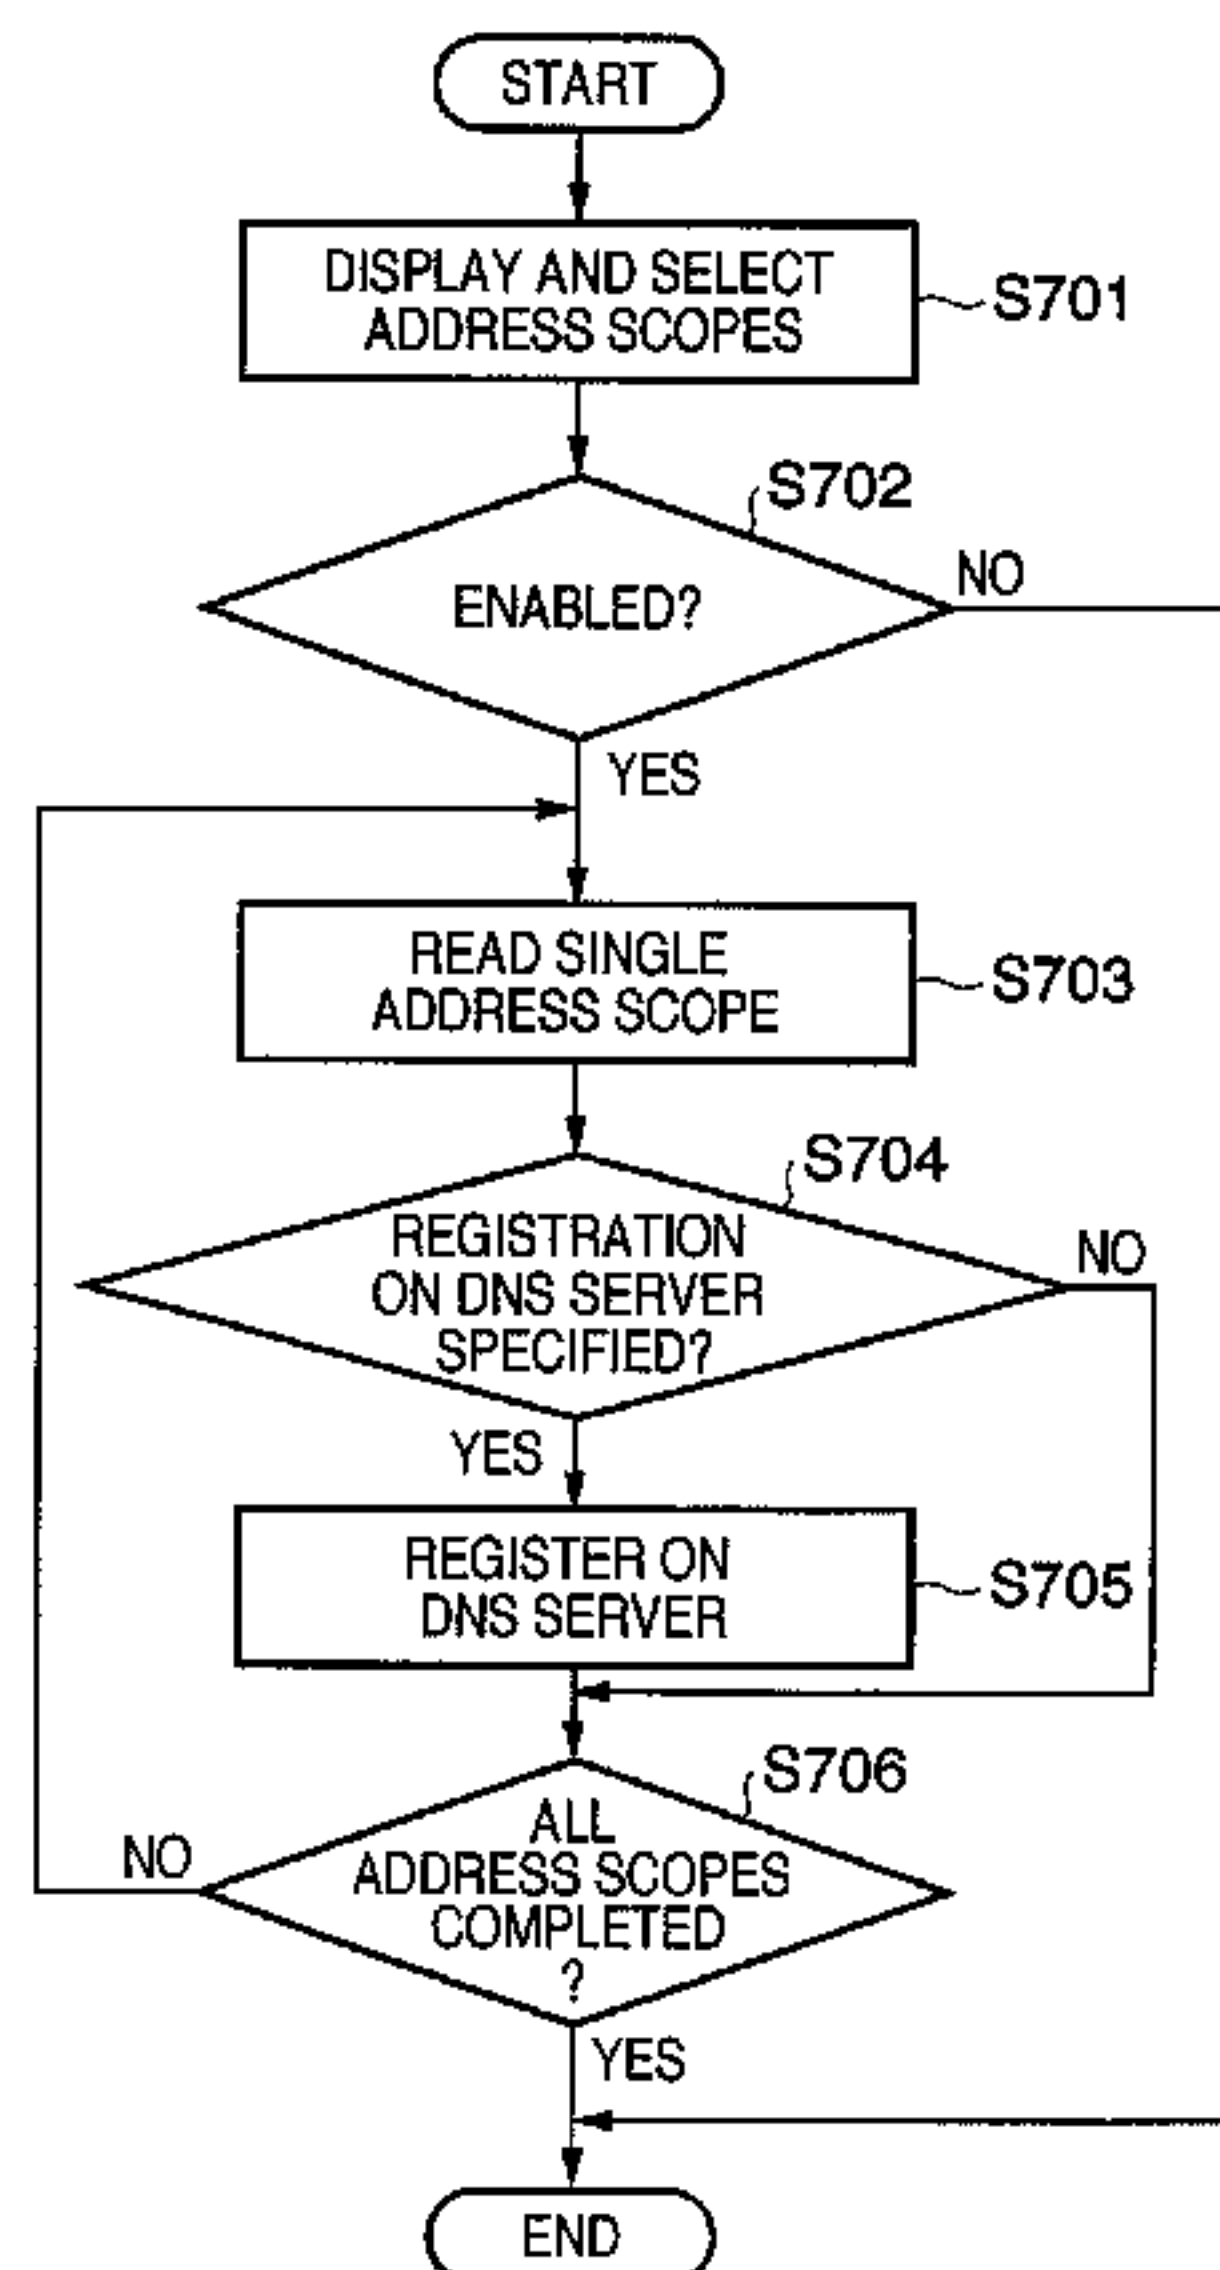 START
DISPLAY AND SELECT
ADDRESS SCOPES
S701
S702
ENABLED?
NO
YES
READ SINGLE
ADDRESS SCOPE
S703
S704
REGISTRATION
ON DNS SERVER
SPECIFIED?
NO
YES
REGISTER ON
DNS SERVER
S705
S706
ALL
ADDRESS SCOPES
COMPLETED
?
NO
YES
END